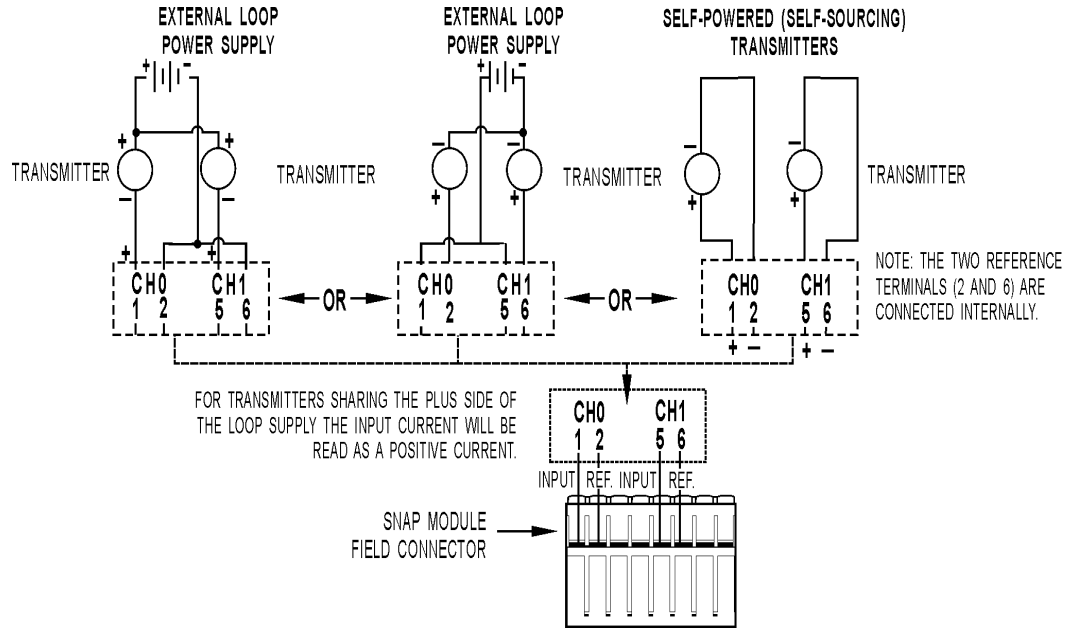 EXTERNAL LOOP
POWER SUPPLY
EXTERNAL LOOP
POWER SUPPLY
SELF-POWERED (SELF-SOURCING)
TRANSMITTERS
+ -
+ -
+ +
- -
- -
TRANSMITTER
TRANSMITTER
TRANSMITTER
TRANSMITTER
- -
+ +
+ +
+ +
CH0 CH1
1 2 5 6
OR
CH0 CH1
1 2 5 6
OR
CH0 CH1
1 2 5 6
+ - + -
NOTE: THE TWO REFERENCE
TERMINALS (2 AND 6) ARE
CONNECTED INTERNALLY.
FOR TRANSMITTERS SHARING THE PLUS SIDE OF
THE LOOP SUPPLY THE INPUT CURRENT WILL BE
READ AS A POSITIVE CURRENT.
CH0 CH1
1 2 5 6
INPUT REF. INPUT REF.
SNAP MODULE
FIELD CONNECTOR